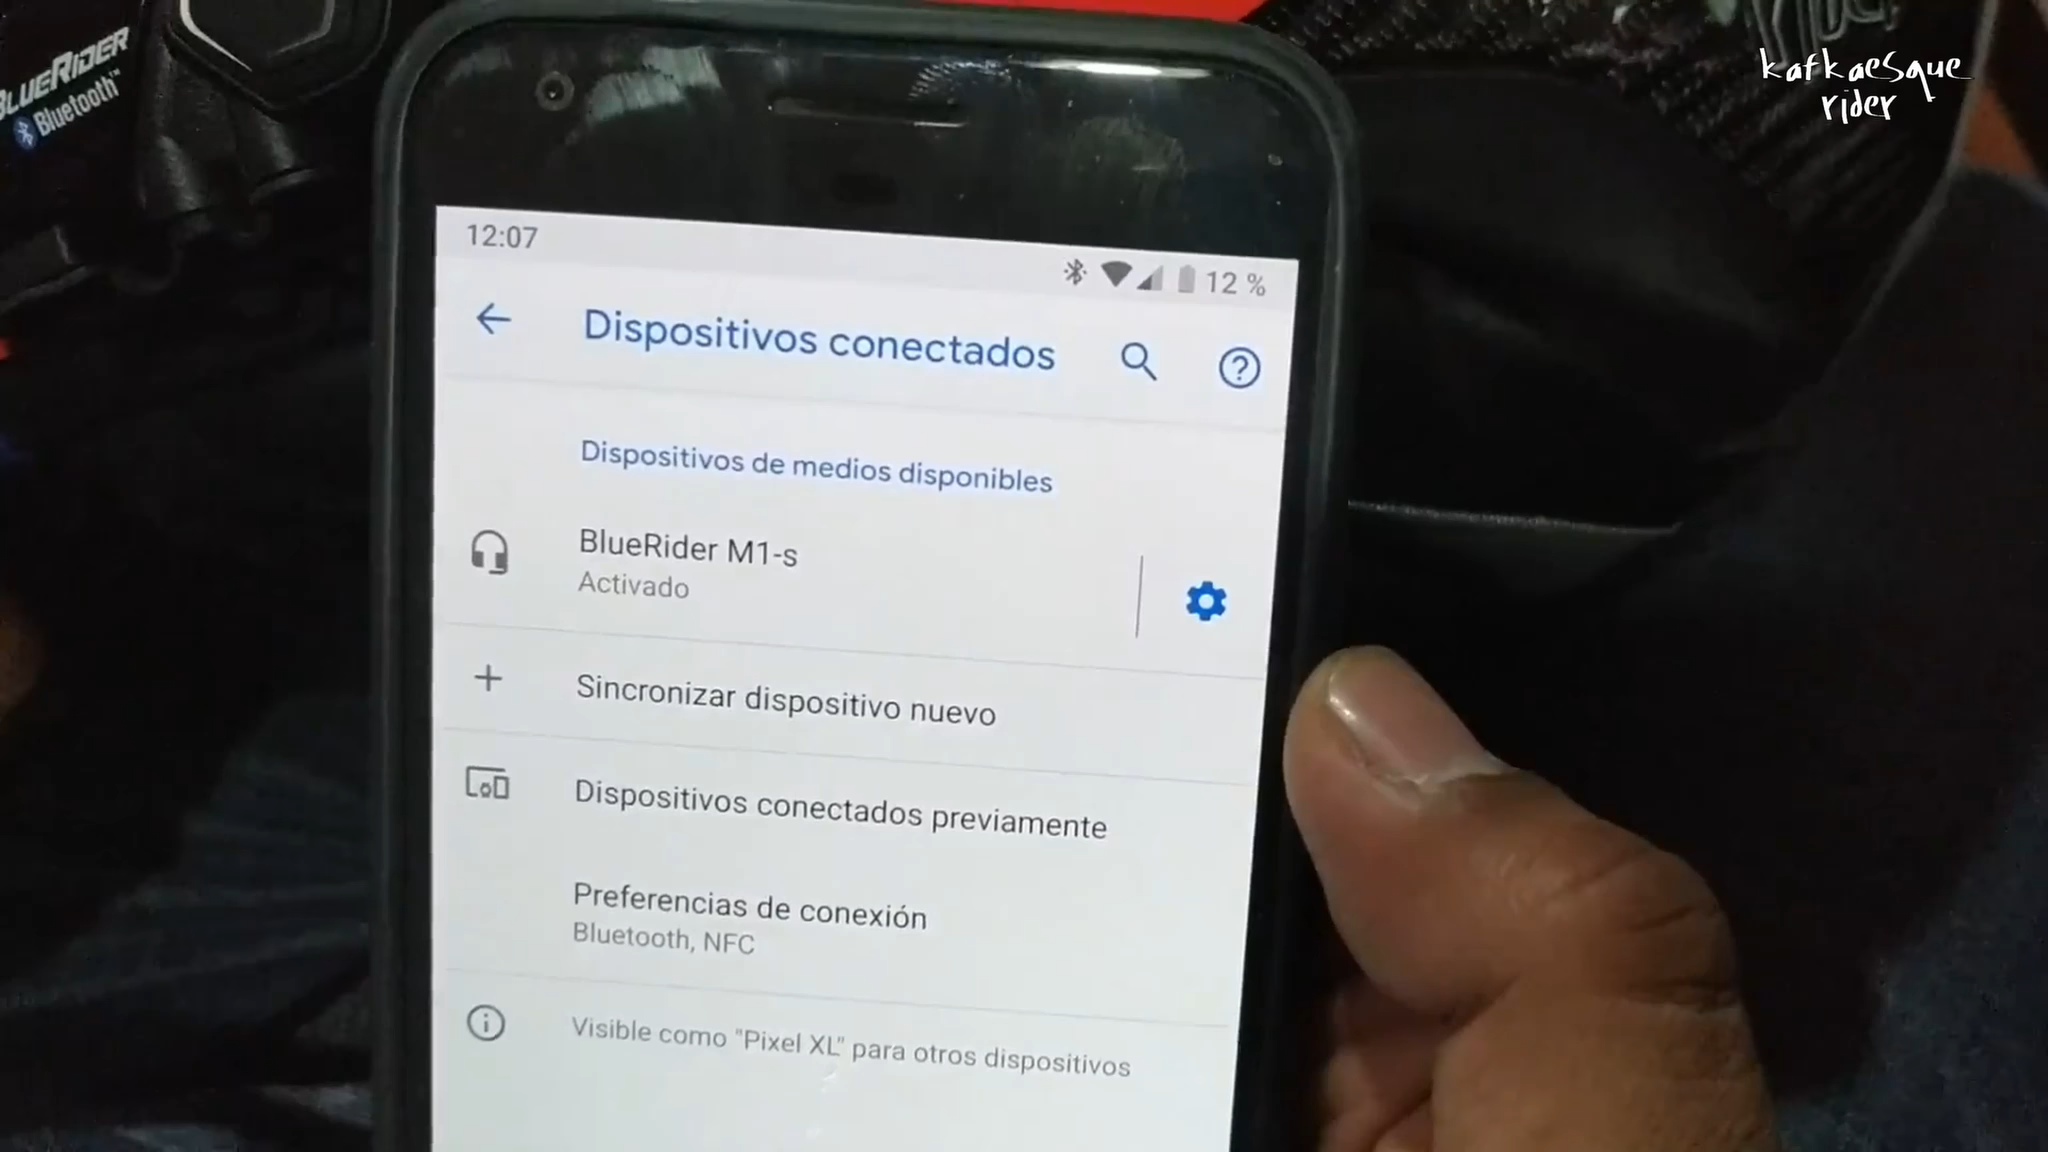 BLUERIDER
Bluetooth™
kafkaesque
rider
12:07
12 %
Dispositivos conectados
Dispositivos de medios disponibles
BlueRider M1-s
Activado
Sincronizar dispositivo nuevo
Dispositivos conectados previamente
Preferencias de conexión
Bluetooth, NFC
Visible como "Pixel XL" para otros dispositivos